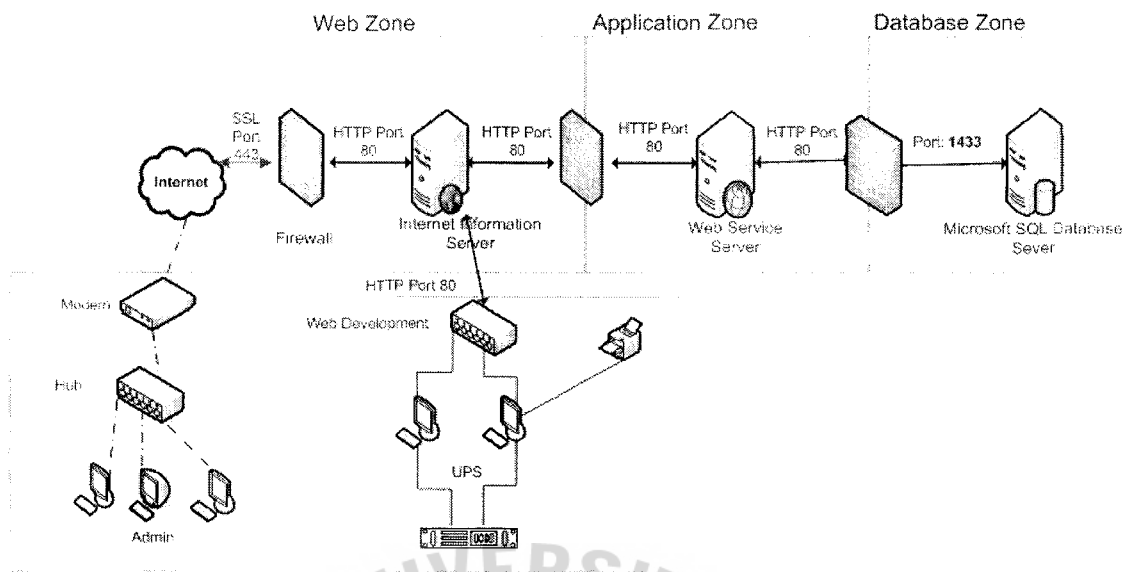 Web Zone
Application Zone
Database Zone
SSL
Port
443
HTTP Port
80
HTTP Port
80
HTTP Port
80
HTTP Port
80
Port: 1433
Internet
Firewall
Internet Information
Server
Web Service
Server
Microsoft SQL Database
Sever
HTTP Port 80
Modem
Web Development
Hub
UPS
Admin